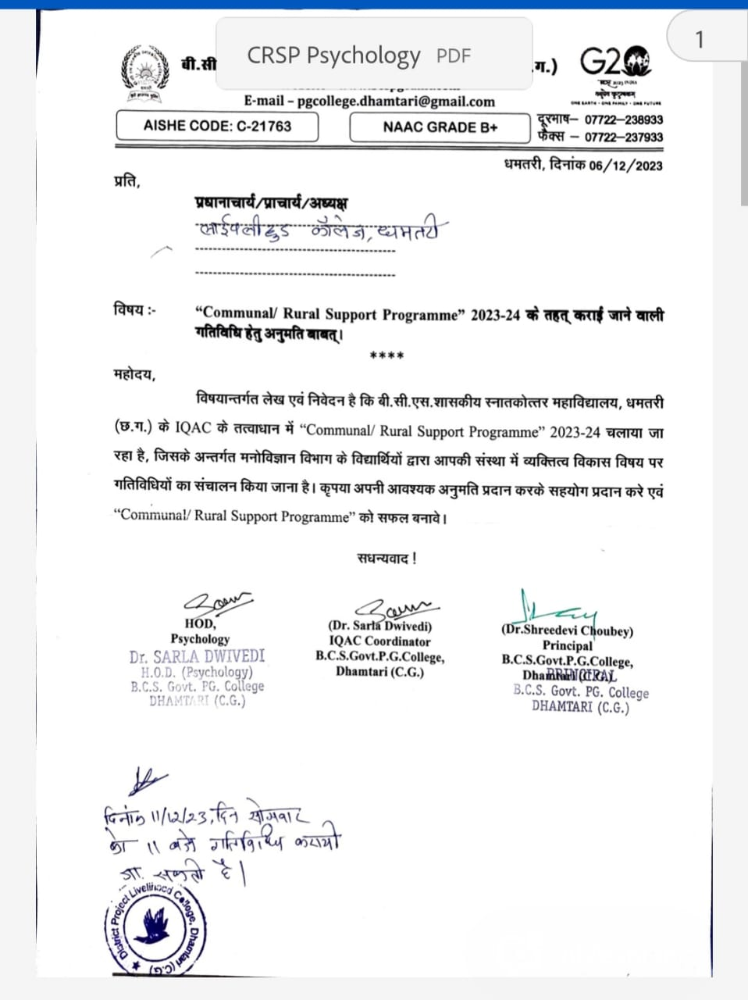 CRSP Psychology PDF
1
बी.सी
.ग.)
G20
ONE EARTH • ONE FAMILY • ONE FUTURE
E-mail – pgcollege.dhamtari@gmail.com
AISHE CODE: C-21763
NAAC GRADE B+
दूरभाष– 07722–238933
फैक्स – 07722–237933
धमतरी, दिनांक 06/12/2023
प्रति,
प्रधानाचार्य/प्राचार्य/अध्यक्ष
लाईवलीहुड कॉलेज, धमतरी
विषय :- “Communal/ Rural Support Programme” 2023-24 के तहत् कराई जाने वाली
गतिविधि हेतु अनुमति बाबत्।
****
महोदय,
विषयान्तर्गत लेख एवं निवेदन है कि बी.सी.एस.शासकीय स्नातकोत्तर महाविद्यालय, धमतरी
(छ.ग.) के IQAC के तत्वाधान में “Communal/ Rural Support Programme” 2023-24 चलाया जा
रहा है, जिसके अन्तर्गत मनोविज्ञान विभाग के विद्यार्थियों द्वारा आपकी संस्था में व्यक्तित्व विकास विषय पर
गतिविधियों का संचालन किया जाना है। कृपया अपनी आवश्यक अनुमति प्रदान करके सहयोग प्रदान करे एवं
“Communal/ Rural Support Programme” को सफल बनावे।
सधन्यवाद !
HOD,
Psychology
Dr. SARLA DWIVEDI
H.O.D. (Psychology)
B.C.S. Govt. PG. College
DHAMTARI (C.G.)
(Dr. Sarla Dwivedi)
IQAC Coordinator
B.C.S.Govt.P.G.College,
Dhamtari (C.G.)
(Dr.Shreedevi Choubey)
Principal
B.C.S.Govt.P.G.College,
Dhamtari (C.G.)
PRINCIPAL
B.C.S. Govt. PG. College
DHAMTARI (C.G.)
दिनांक 11/12/23, दिन सोमवार
को 11 बजे गतिविधि करायी
जा सकती है।
District Project Livelihood College, Dhamtari (C.G)